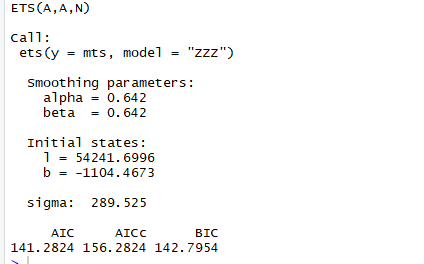 ETS(A,A,N)
Call:
ets(y = mts, model = "ZZZ")
Smoothing parameters:
alpha = 0.642
beta = 0.642
Initial states:
l = 54241.6996
b = -1104.4673
sigma: 289.525
AIC AICc BIC
141.2824 156.2824 142.7954
>